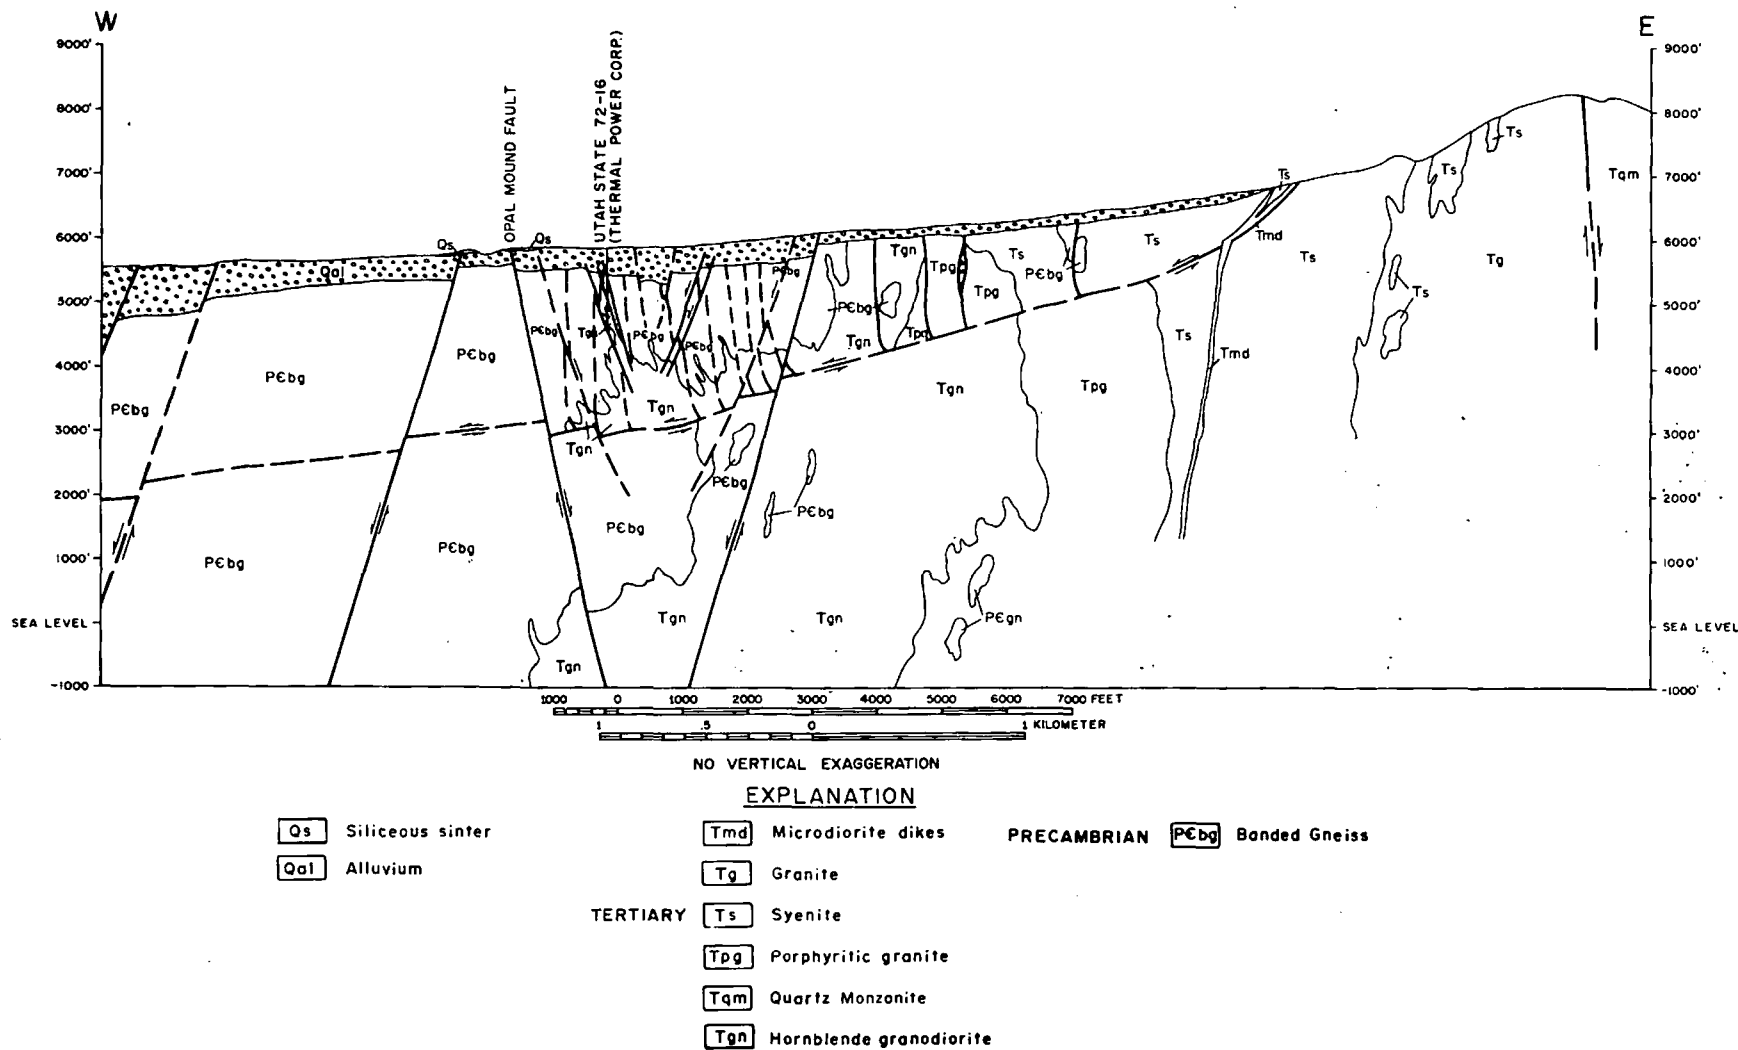 W
E
9000'
8000'
7000'
6000'
5000'
4000'
3000'
2000'
1000'
SEA LEVEL
-1000
OPAL MOUND FAULT
UTAH STATE 72-16
(THERMAL POWER CORP.)
9000'
8000'
7000'
6000'
5000'
4000'
3000'
2000'
1000'
SEA LEVEL
-1000'
Qs
Qs
Qal
Ts
Ts
Ts
Tqm
Tmd
Ts
Tg
Ts
Tgn
Tpg
Ts
Ts
PЄbg
Tpg
PЄbg
PЄbg
Tgn
Tpg
PЄbg
Tgn
PЄbg
PЄbg
PЄbg
PЄbg
PЄbg
Tgn
Tgn
Tgn
Tpg
Ts
Tmd
PЄbg
PЄbg
PЄbg
PЄbg
PЄbg
Tgn
Tgn
Tgn
PЄgn
1000 0 1000 2000 3000 4000 5000 6000 7000 FEET
1 .5 0 1 KILOMETER
NO VERTICAL EXAGGERATION
EXPLANATION
Qs Siliceous sinter
Qal Alluvium
TERTIARY
Tmd Microdiorite dikes
Tg Granite
Ts Syenite
Tpg Porphyritic granite
Tqm Quartz Monzonite
Tgn Hornblende granodiorite
PRECAMBRIAN PЄbg Banded Gneiss